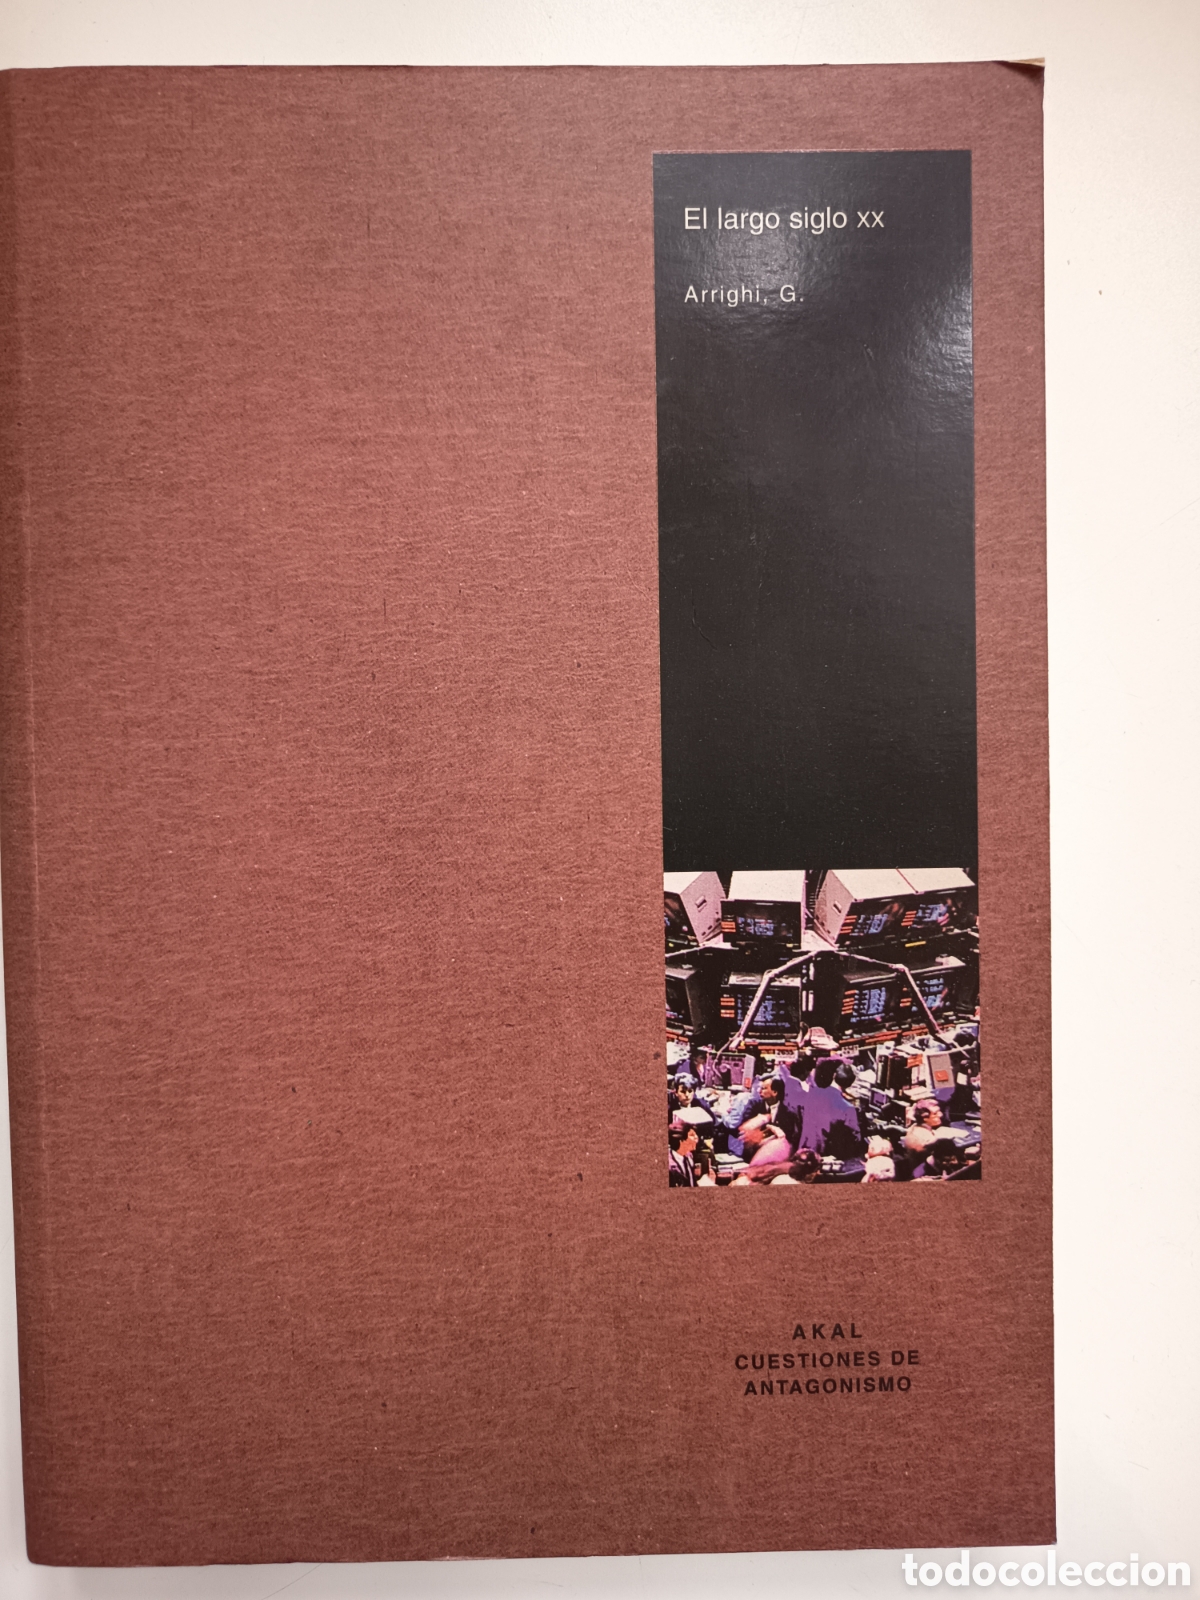 El largo siglo XX
Arrighi, G.
AKAL
CUESTIONES DE
ANTAGONISMO
todocoleccion